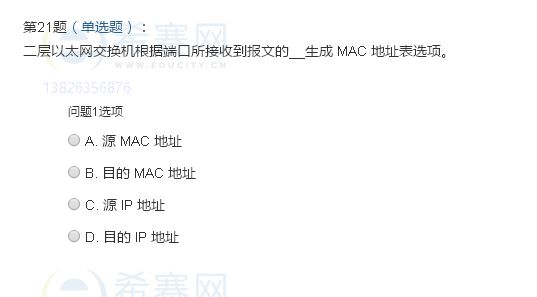 第21题（单选题）：
二层以太网交换机根据端口所接收到报文的__生成 MAC 地址表选项。
希赛网
WWW.EDUCITY.CN
13826356876
问题1选项
A. 源 MAC 地址
B. 目的 MAC 地址
C. 源 IP 地址
D. 目的 IP 地址
希赛网